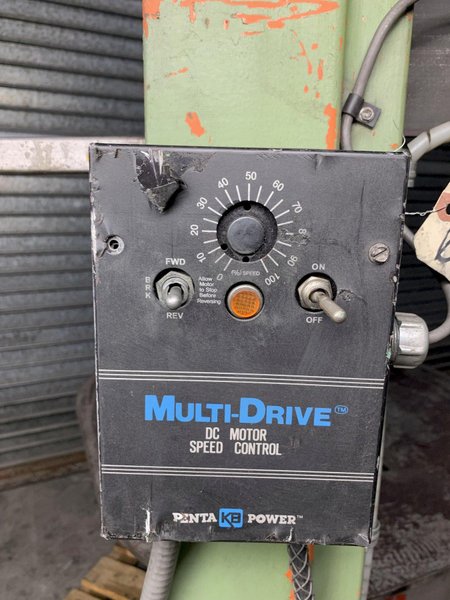 50
40
60
30
70
20
8
10
90
0
100
% SPEED
FWD
BRK
REV
Allow
Motor
to Stop
Before
Reversing
ON
OFF
MULTI-DRIVE™
DC MOTOR
SPEED CONTROL
PENTA KB POWER™